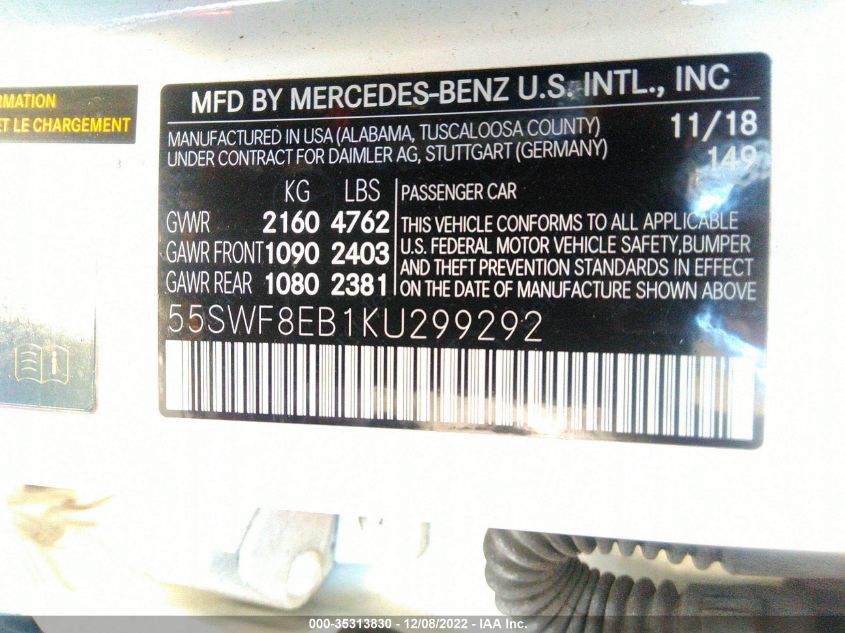 RMATION
ET LE CHARGEMENT
MFD BY MERCEDES-BENZ U.S. INTL., INC
MANUFACTURED IN USA (ALABAMA, TUSCALOOSA COUNTY) 11/18
UNDER CONTRACT FOR DAIMLER AG, STUTTGART (GERMANY) 149
KG LBS
GVWR 2160 4762
GAWR FRONT 1090 2403
GAWR REAR 1080 2381
PASSENGER CAR
THIS VEHICLE CONFORMS TO ALL APPLICABLE
U.S. FEDERAL MOTOR VEHICLE SAFETY, BUMPER
AND THEFT PREVENTION STANDARDS IN EFFECT
ON THE DATE OF MANUFACTURE SHOWN ABOVE
55SWF8EB1KU299292
000-35313830 - 12/08/2022 - IAA Inc.